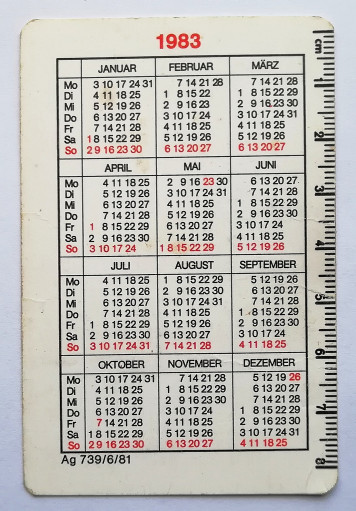 1983
JANUAR FEBRUAR MÄRZ
Mo 3 10 17 24 31 7 14 21 28 7 14 21 28
Di 4 11 18 25 1 8 15 22 1 8 15 22 29
Mi 5 12 19 26 2 9 16 23 2 9 16 23 30
Do 6 13 20 27 3 10 17 24 3 10 17 24 31
Fr 7 14 21 28 4 11 18 25 4 11 18 25
Sa 1 8 15 22 29 5 12 19 26 5 12 19 26
So 2 9 16 23 30 6 13 20 27 6 13 20 27
APRIL MAI JUNI
Mo 4 11 18 25 2 9 16 23 30 6 13 20 27
Di 5 12 19 26 3 10 17 24 31 7 14 21 28
Mi 6 13 20 27 4 11 18 25 1 8 15 22 29
Do 7 14 21 28 5 12 19 26 2 9 16 23 30
Fr 1 8 15 22 29 6 13 20 27 3 10 17 24
Sa 2 9 16 23 30 7 14 21 28 4 11 18 25
So 3 10 17 24 1 8 15 22 29 5 12 19 26
JULI AUGUST SEPTEMBER
Mo 4 11 18 25 1 8 15 22 29 5 12 19 26
Di 5 12 19 26 2 9 16 23 30 6 13 20 27
Mi 6 13 20 27 3 10 17 24 31 7 14 21 28
Do 7 14 21 28 4 11 18 25 1 8 15 22 29
Fr 1 8 15 22 29 5 12 19 26 2 9 16 23 30
Sa 2 9 16 23 30 6 13 20 27 3 10 17 24
So 3 10 17 24 31 7 14 21 28 4 11 18 25
OKTOBER NOVEMBER DEZEMBER
Mo 3 10 17 24 31 7 14 21 28 5 12 19 26
Di 4 11 18 25 1 8 15 22 29 6 13 20 27
Mi 5 12 19 26 2 9 16 23 30 7 14 21 28
Do 6 13 20 27 3 10 17 24 1 8 15 22 29
Fr 7 14 21 28 4 11 18 25 2 9 16 23 30
Sa 1 8 15 22 29 5 12 19 26 3 10 17 24 31
So 2 9 16 23 30 6 13 20 27 4 11 18 25
Ag 739/6/81
cm
1
2
3
4
5
6
7
8